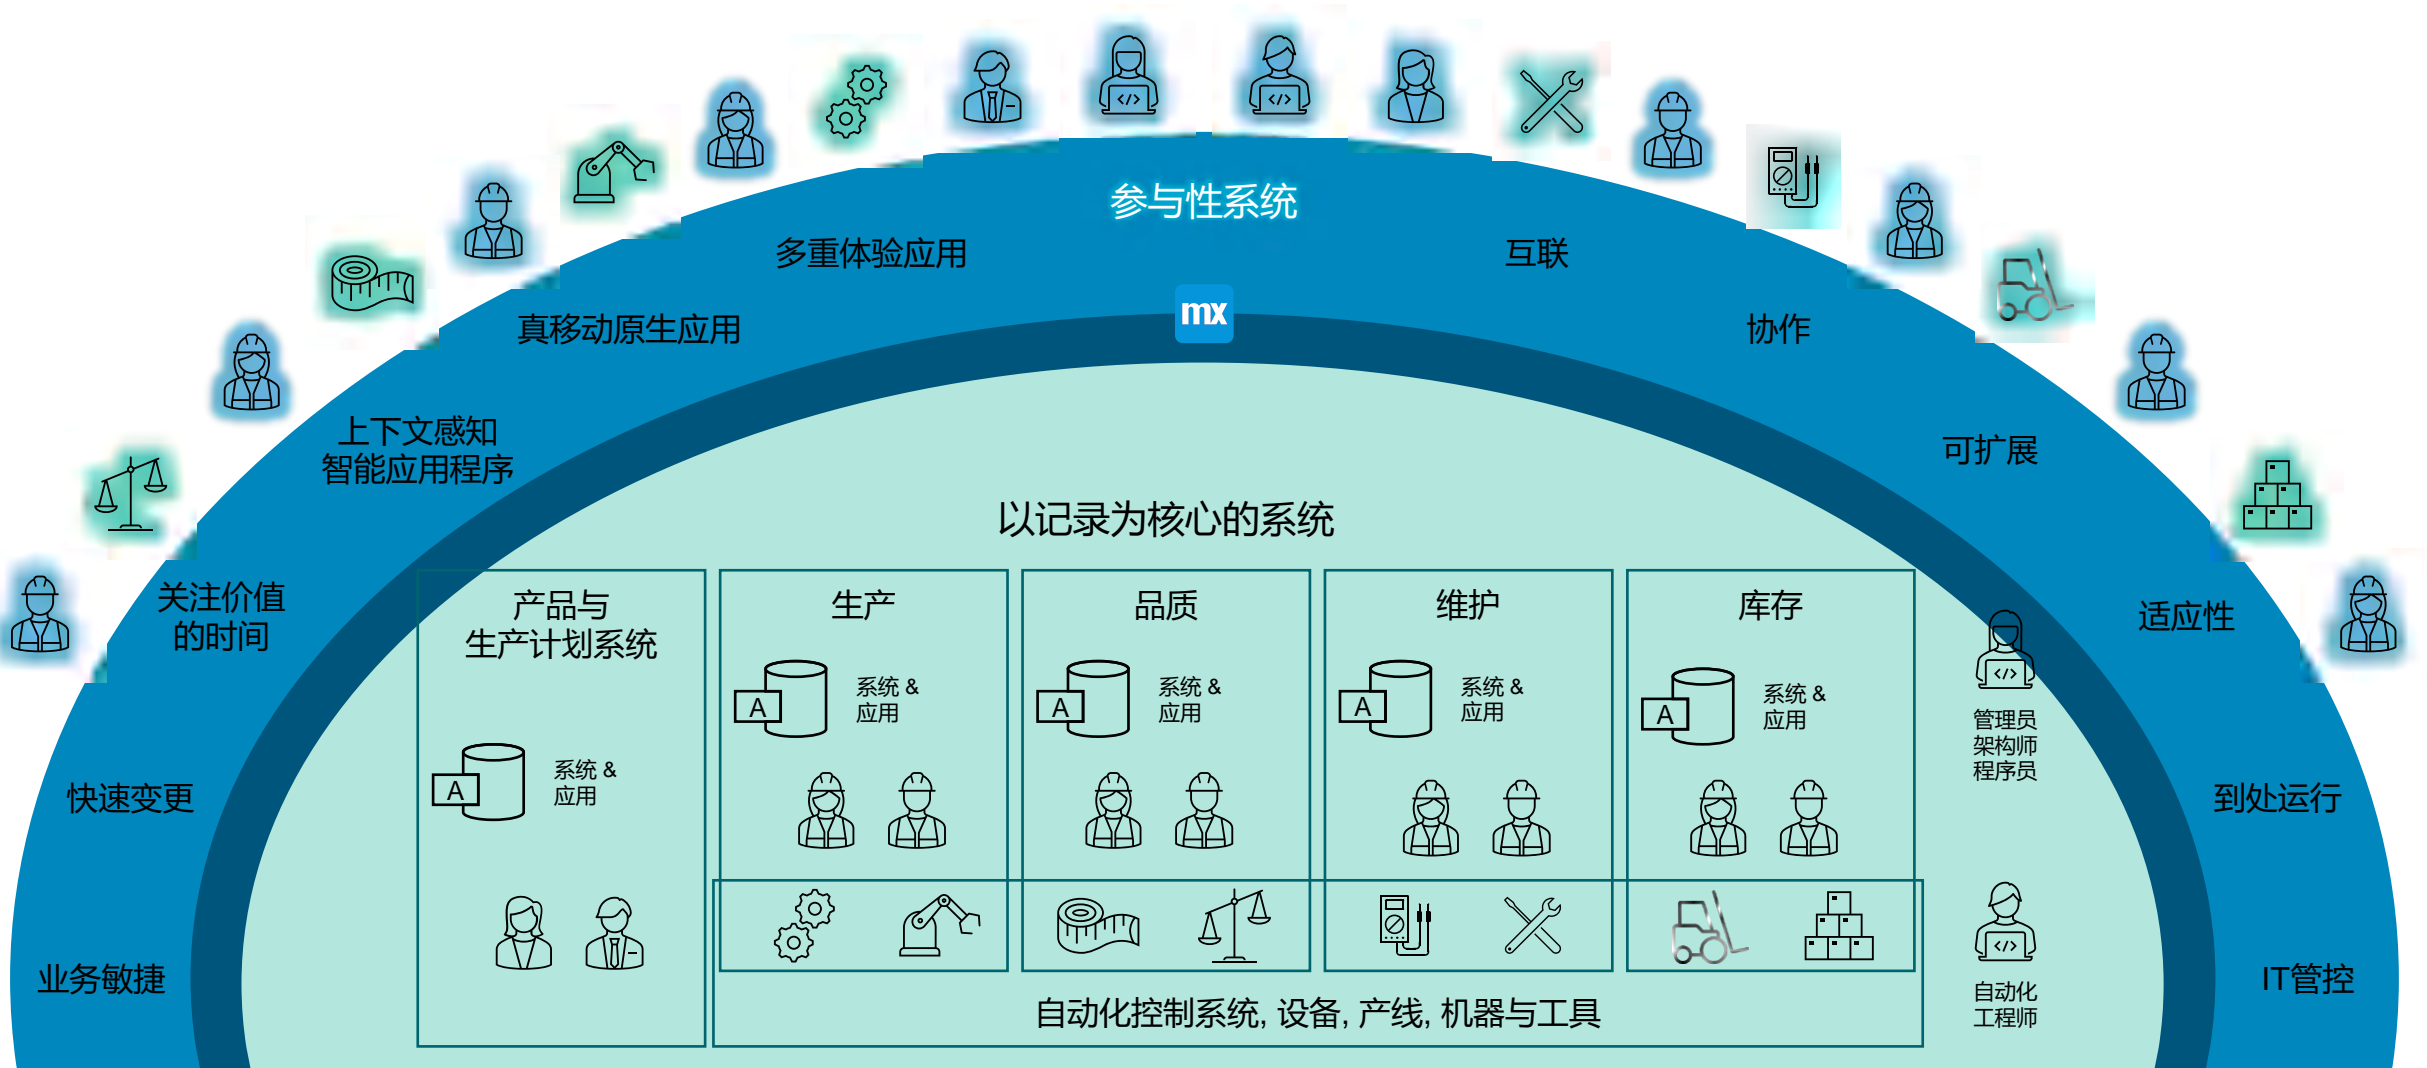 参与性系统
多重体验应用
互联
mx
真移动原生应用
协作
上下文感知
智能应用程序
可扩展
以记录为核心的系统
关注价值
的时间
适应性
快速变更
到处运行
业务敏捷
IT管控
产品与
生产计划系统
A
系统 &
应用
生产
A
系统 &
应用
品质
A
系统 &
应用
维护
A
系统 &
应用
库存
A
系统 &
应用
自动化控制系统, 设备, 产线, 机器与工具
管理员
架构师
程序员
自动化
工程师